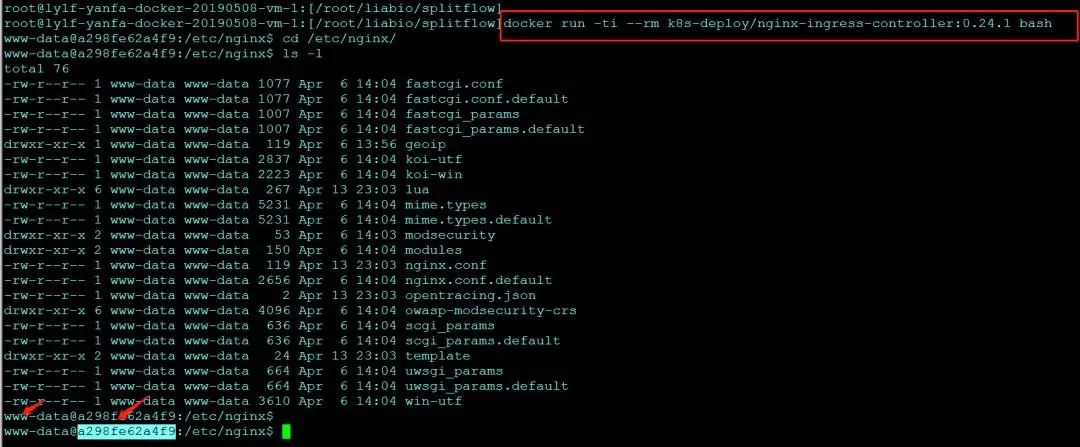 root@ly1f-yanfa-docker-20190508-vm-1:[/root/liabio/splitflow]
root@ly1f-yanfa-docker-20190508-vm-1:[/root/liabio/splitflow]docker run -ti --rm k8s-deploy/nginx-ingress-controller:0.24.1 bash
www-data@a298fe62a4f9:/etc/nginx$ cd /etc/nginx/
www-data@a298fe62a4f9:/etc/nginx$ ls -l
total 76
-rw-r--r-- 1 www-data www-data 1077 Apr  6 14:04 fastcgi.conf
-rw-r--r-- 1 www-data www-data 1077 Apr  6 14:04 fastcgi.conf.default
-rw-r--r-- 1 www-data www-data 1007 Apr  6 14:04 fastcgi_params
-rw-r--r-- 1 www-data www-data 1007 Apr  6 14:04 fastcgi_params.default
drwxr-xr-x 1 www-data www-data  119 Apr  6 13:56 geoip
-rw-r--r-- 1 www-data www-data 2837 Apr  6 14:04 koi-utf
-rw-r--r-- 1 www-data www-data 2223 Apr  6 14:04 koi-win
drwxr-xr-x 6 www-data www-data  267 Apr 13 23:03 lua
-rw-r--r-- 1 www-data www-data 5231 Apr  6 14:04 mime.types
-rw-r--r-- 1 www-data www-data 5231 Apr  6 14:04 mime.types.default
drwxr-xr-x 2 www-data www-data   53 Apr  6 14:04 modsecurity
drwxr-xr-x 2 www-data www-data  150 Apr  6 14:04 modules
-rw-r--r-- 1 www-data www-data  119 Apr 13 23:03 nginx.conf
-rw-r--r-- 1 www-data www-data 2656 Apr  6 14:04 nginx.conf.default
-rw-r--r-- 1 www-data www-data    2 Apr 13 23:03 opentracing.json
drwxr-xr-x 6 www-data www-data 4096 Apr  6 14:04 owasp-modsecurity-crs
-rw-r--r-- 1 www-data www-data  636 Apr  6 14:04 scgi_params
-rw-r--r-- 1 www-data www-data  636 Apr  6 14:04 scgi_params.default
drwxr-xr-x 2 www-data www-data   24 Apr 13 23:03 template
-rw-r--r-- 1 www-data www-data  664 Apr  6 14:04 uwsgi_params
-rw-r--r-- 1 www-data www-data  664 Apr  6 14:04 uwsgi_params.default
-rw-r--r-- 1 www-data www-data 3610 Apr  6 14:04 win-utf
www-data@a298fe62a4f9:/etc/nginx$
www-data@a298fe62a4f9:/etc/nginx$